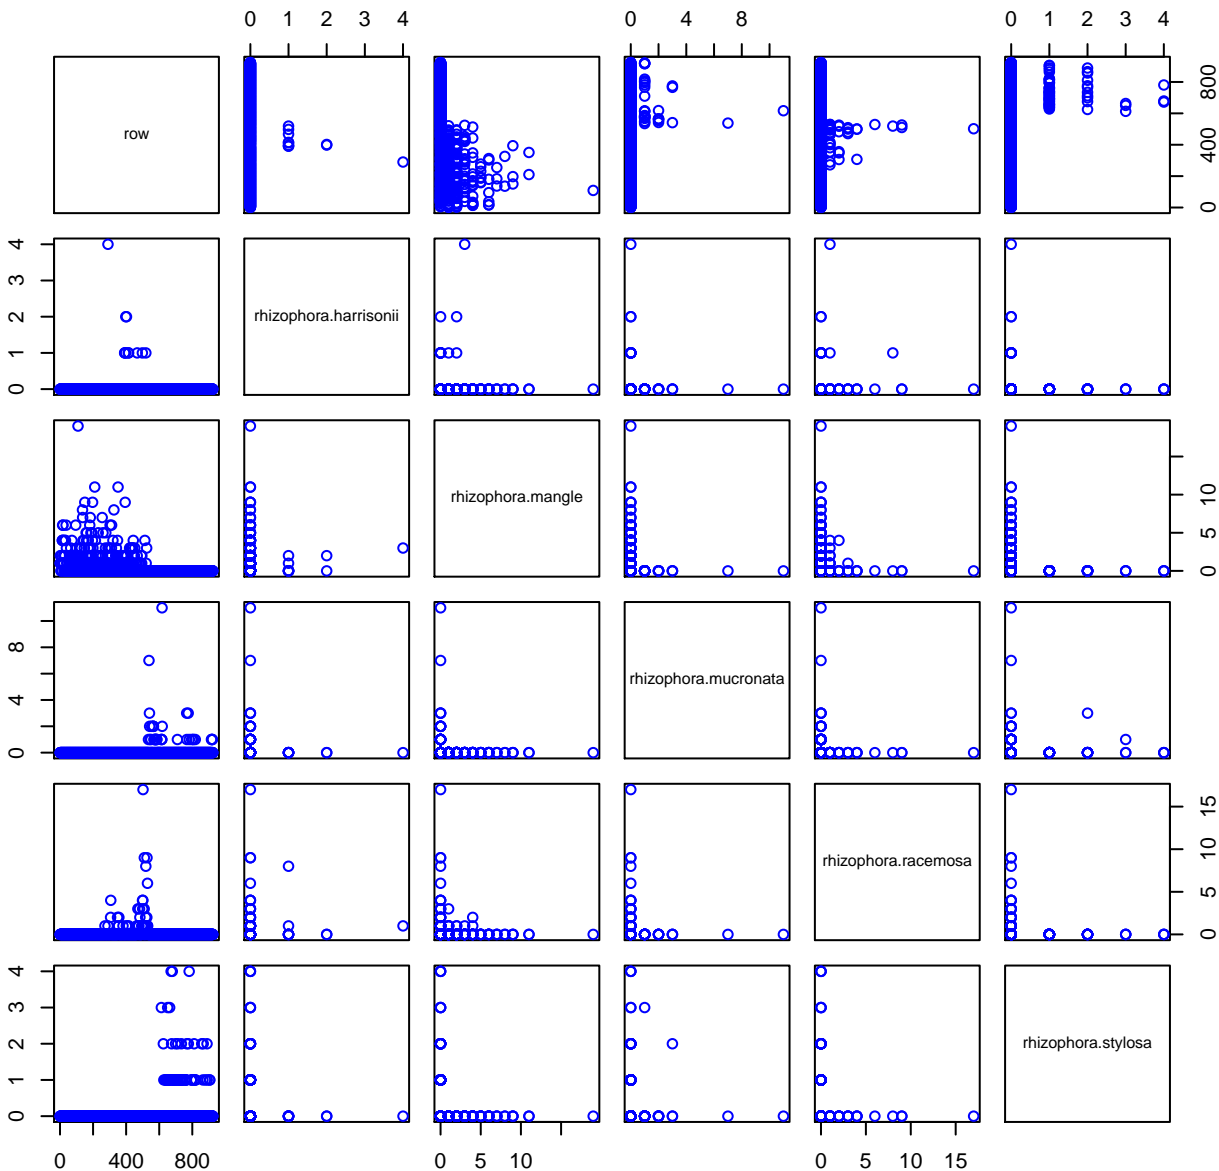 0 1 2 3 4 0 4 8 0 1 2 3 4
row 0 400 800
0 1 2 3 4 rhizophora.harrisonii
rhizophora.mangle 0 5 10
0 4 8 rhizophora.mucronata
rhizophora.racemosa 0 5 10 15
0 1 2 3 4 rhizophora.stylosa
0 400 800 0 5 10 0 5 10 15